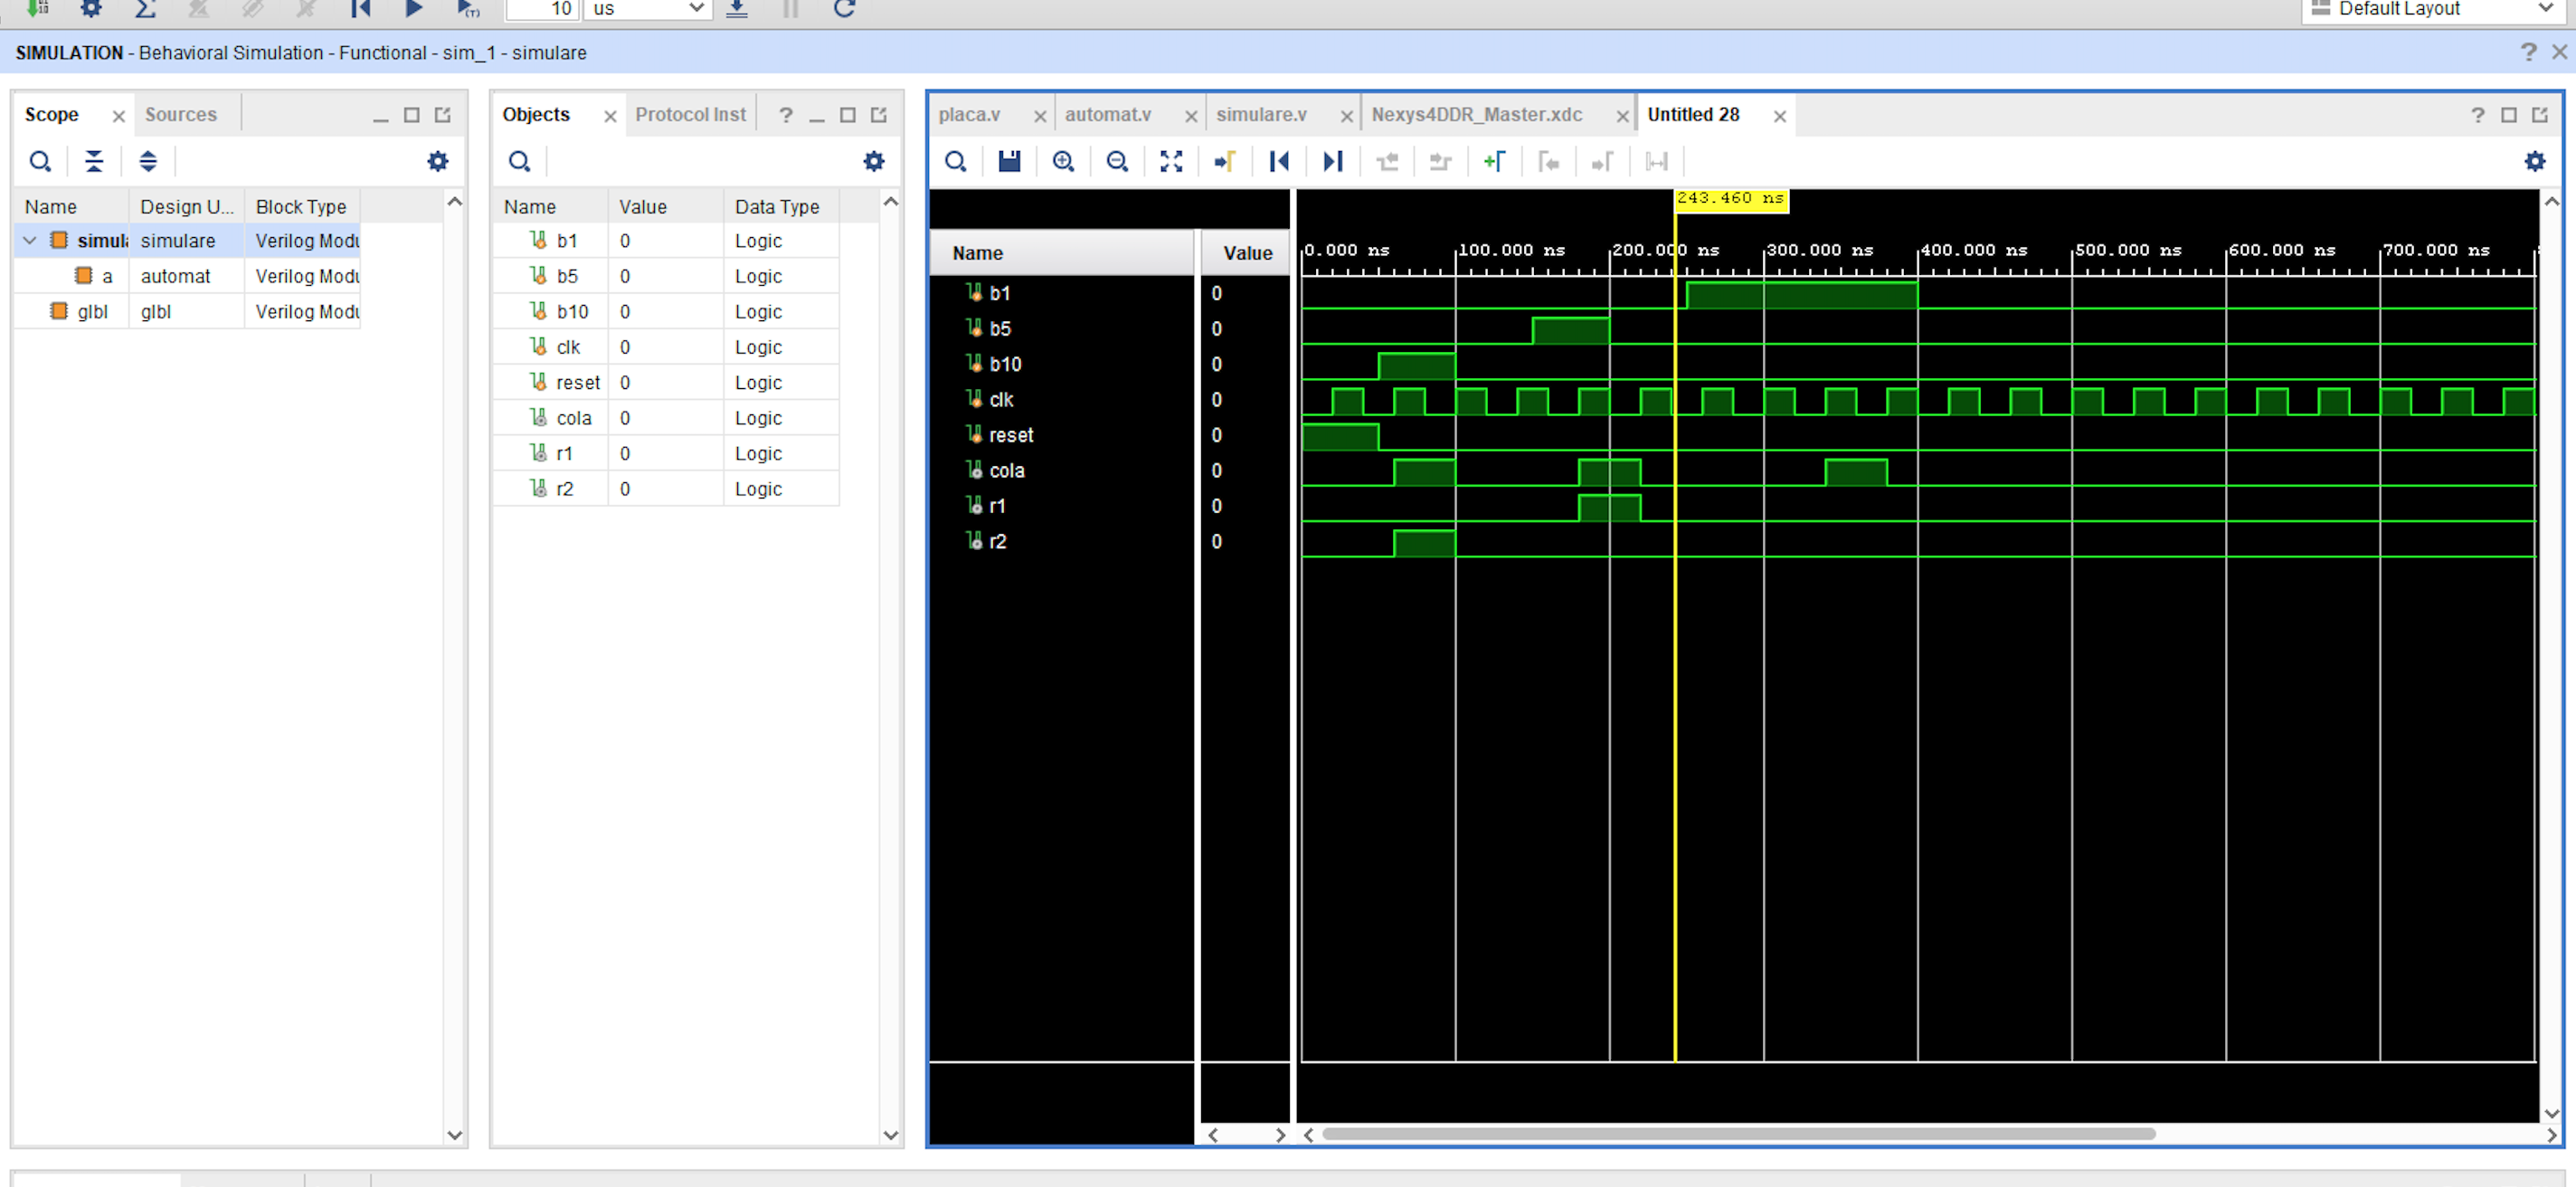 10 us Default Layout
SIMULATION - Behavioral Simulation - Functional - sim_1 - simulare ?
Scope Sources
Name Design U... Block Type
simula simulare Verilog Modu
a automat Verilog Modu
glbl glbl Verilog Modu
Objects Protocol Inst ?
Name Value Data Type
b1 0 Logic
b5 0 Logic
b10 0 Logic
clk 0 Logic
reset 0 Logic
cola 0 Logic
r1 0 Logic
r2 0 Logic
placa.v automat.v simulare.v Nexys4DDR_Master.xdc Untitled 28 ?
243.460 ns
Name Value
0.000 ns 100.000 ns 200.000 ns 300.000 ns 400.000 ns 500.000 ns 600.000 ns 700.000 ns
b1 0
b5 0
b10 0
clk 0
reset 0
cola 0
r1 0
r2 0